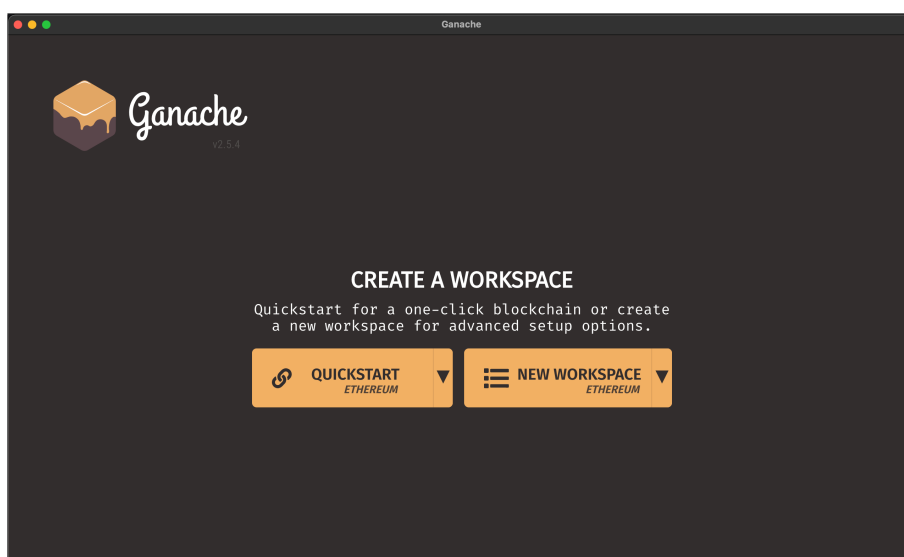 Ganache
Ganache
v2.5.4
CREATE A WORKSPACE
Quickstart for a one-click blockchain or create
a new workspace for advanced setup options.
QUICKSTART
ETHEREUM
NEW WORKSPACE
ETHEREUM